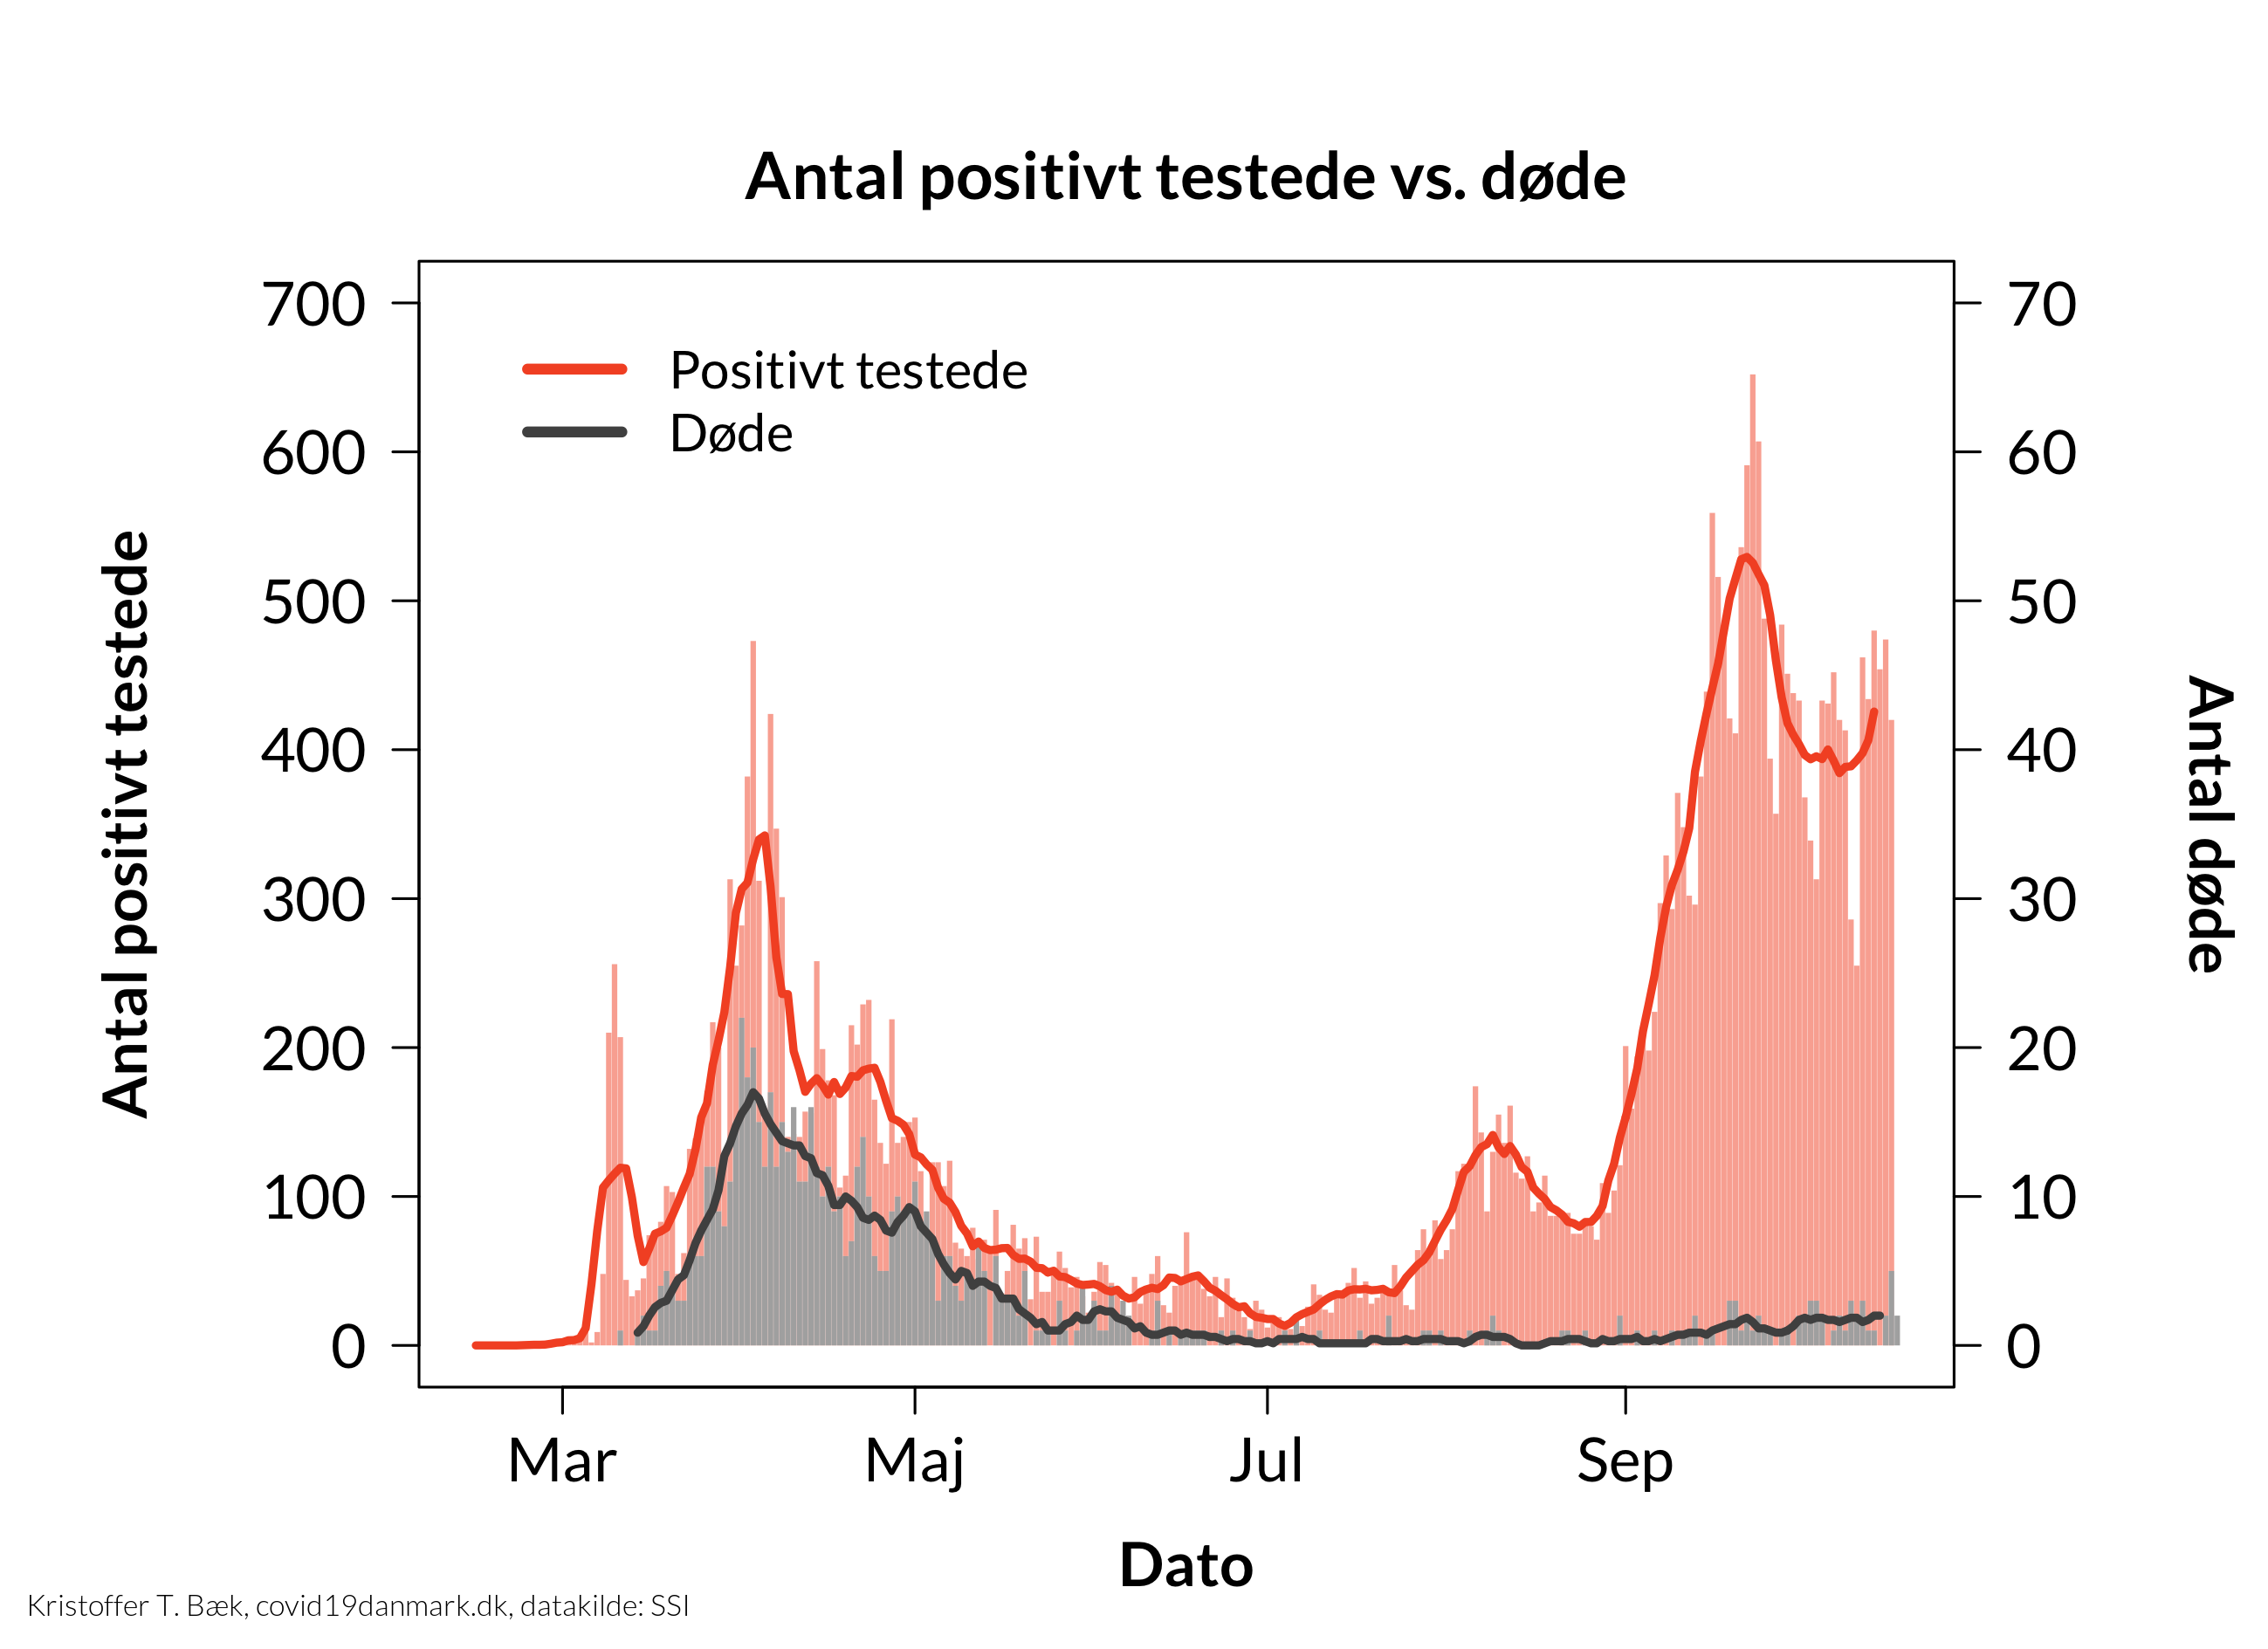 Antal positivt testede vs. døde
Positivt testede
Døde
700
600
500
400
300
200
100
0
Antal positivt testede
70
60
50
40
30
20
10
0
Antal døde
Mar
Maj
Jul
Sep
Dato
Kristoffer T. Bæk, covid19danmark.dk, datakilde: SSI